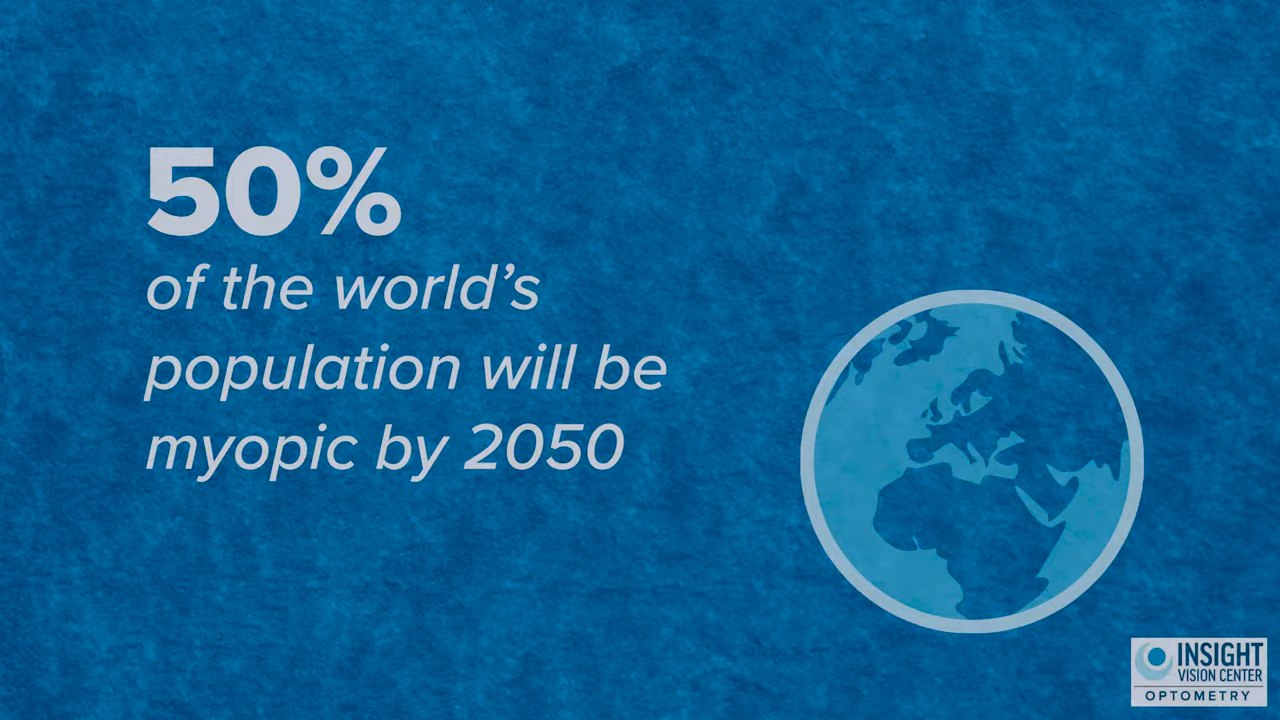 50%
of the world’s
population will be
myopic by 2050
INSIGHT
VISION CENTER
OPTOMETRY